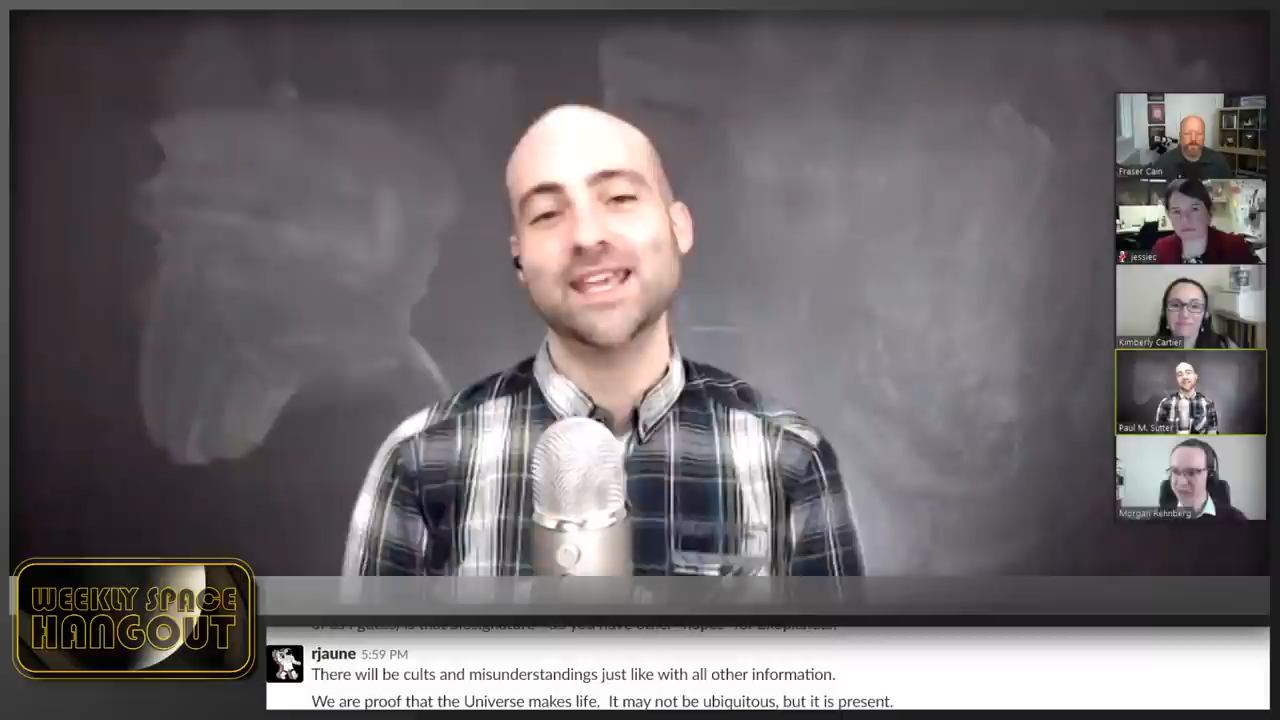 Fraser Cain
jessiec
Kimberly Cartier
Paul M. Sutter
Morgan Rehnberg
WEEKLY SPACE
HANGOUT
rjaune 5:59 PM
There will be cults and misunderstandings just like with all other information.
We are proof that the Universe makes life. It may not be ubiquitous, but it is present.